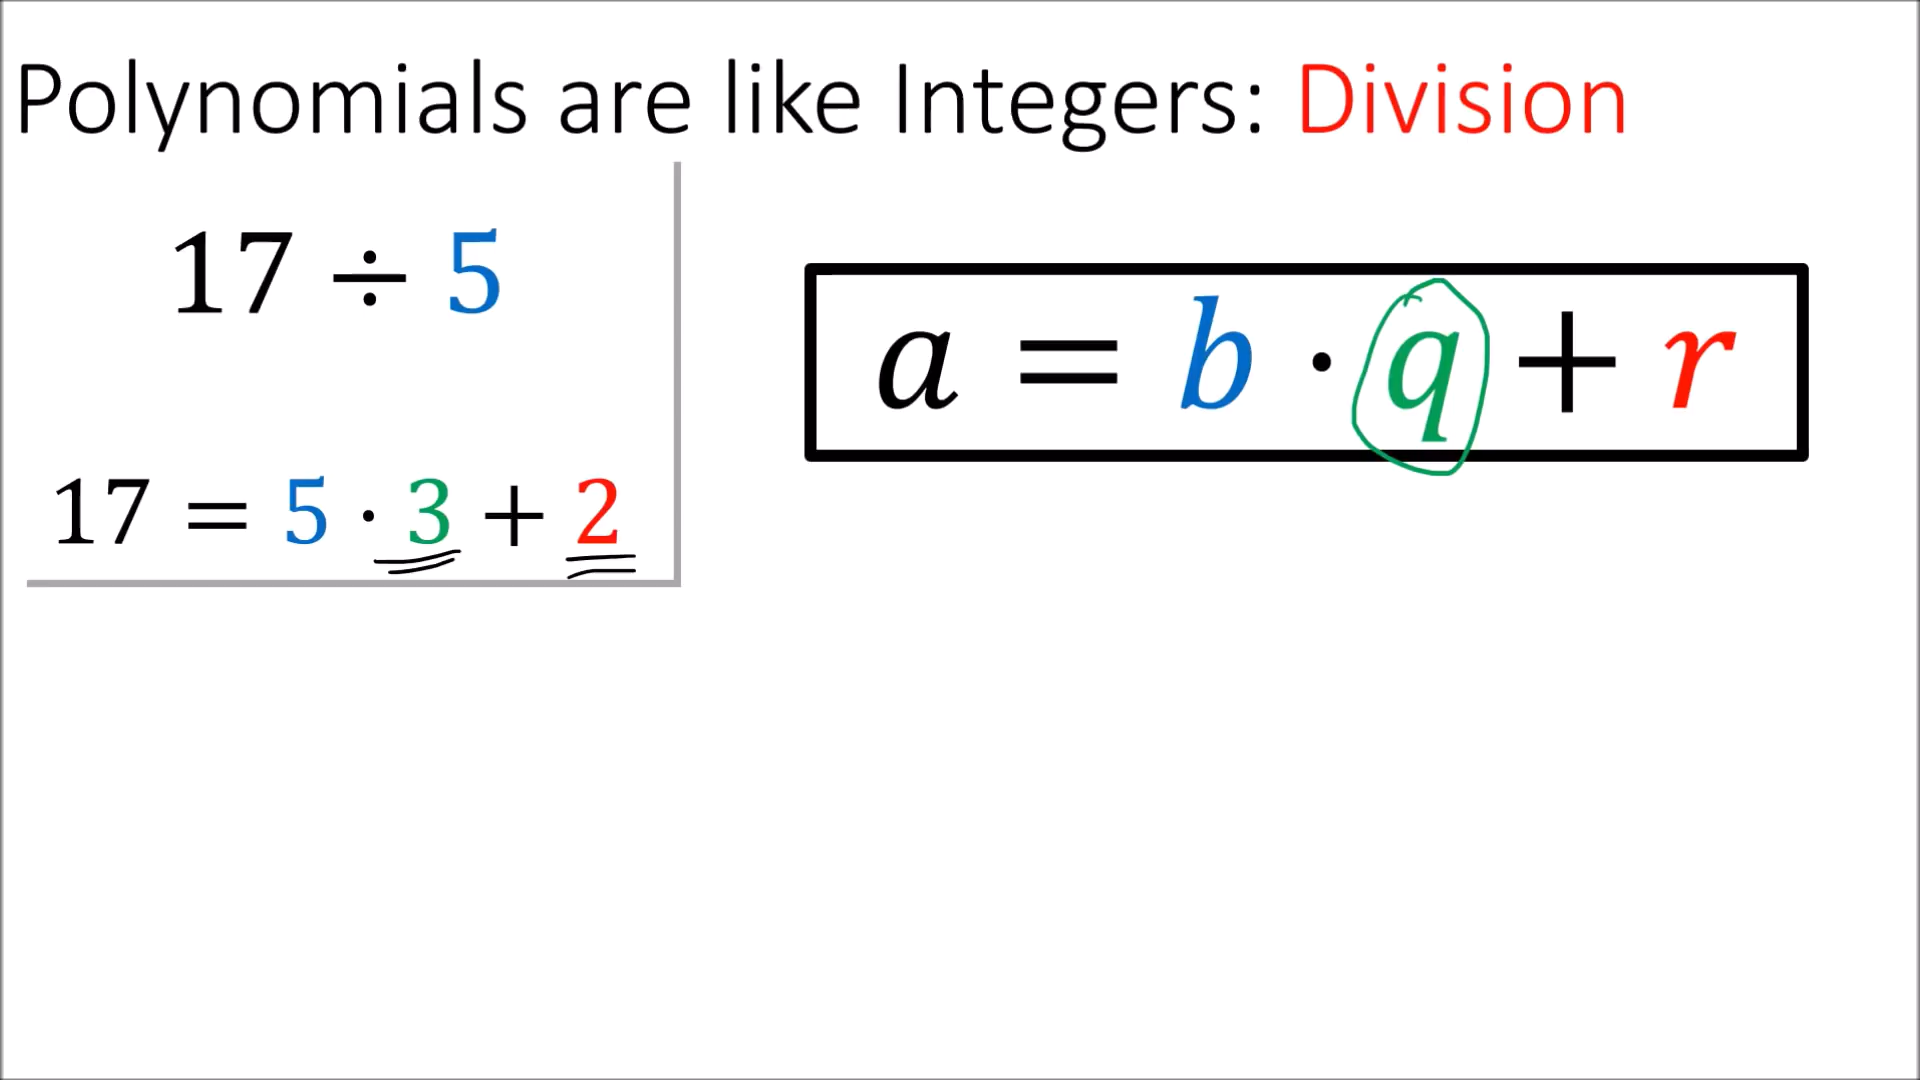 Polynomials are like Integers: Division
17 ÷ 5
17 = 5 · 3 + 2
a = b · q + r